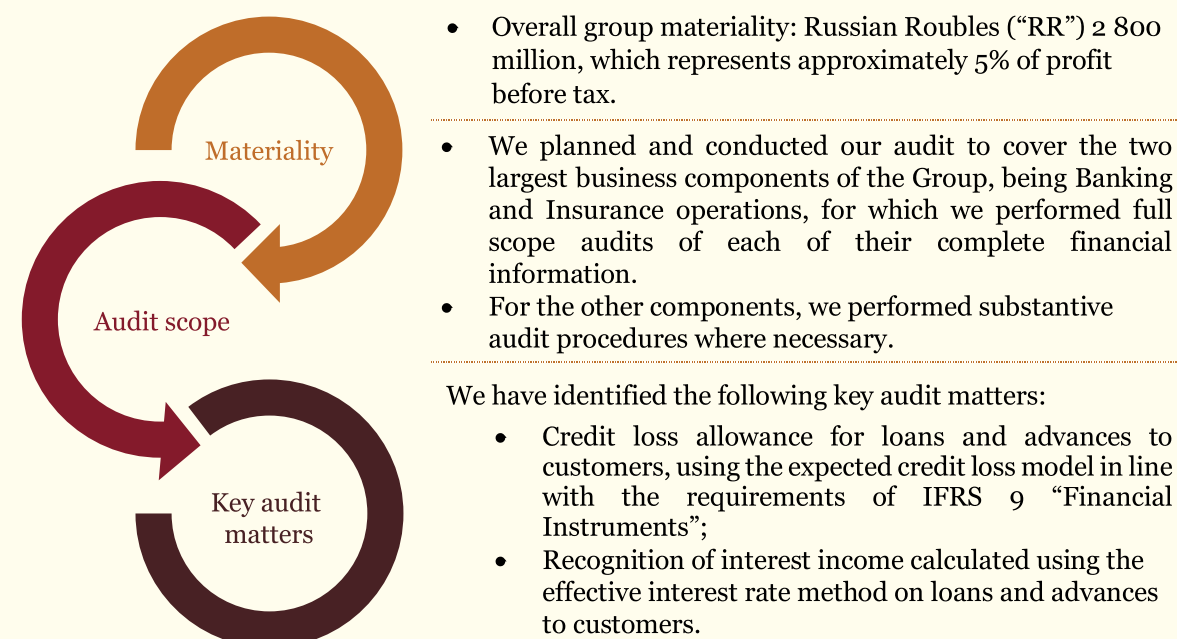 Materiality
• Overall group materiality: Russian Roubles (“RR”) 2 800
million, which represents approximately 5% of profit
before tax.
Audit scope
• We planned and conducted our audit to cover the two
largest business components of the Group, being Banking
and Insurance operations, for which we performed full
scope audits of each of their complete financial
information.
• For the other components, we performed substantive
audit procedures where necessary.
Key audit
matters
We have identified the following key audit matters:
• Credit loss allowance for loans and advances to
customers, using the expected credit loss model in line
with the requirements of IFRS 9 “Financial
Instruments”;
• Recognition of interest income calculated using the
effective interest rate method on loans and advances
to customers.